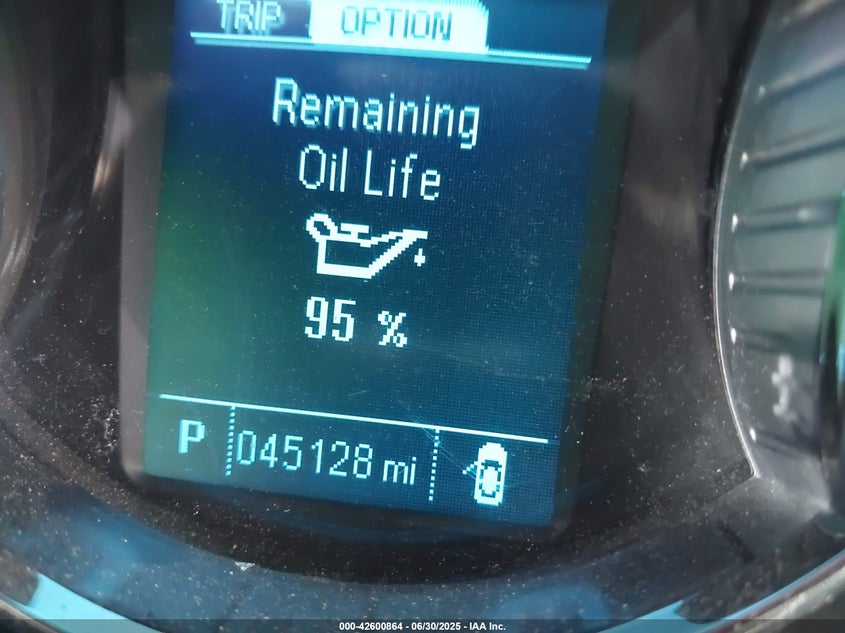 TRIP OPTION
Remaining
Oil Life
95 %
P 045128 mi
000-42600864 - 06/30/2025 - IAA Inc.